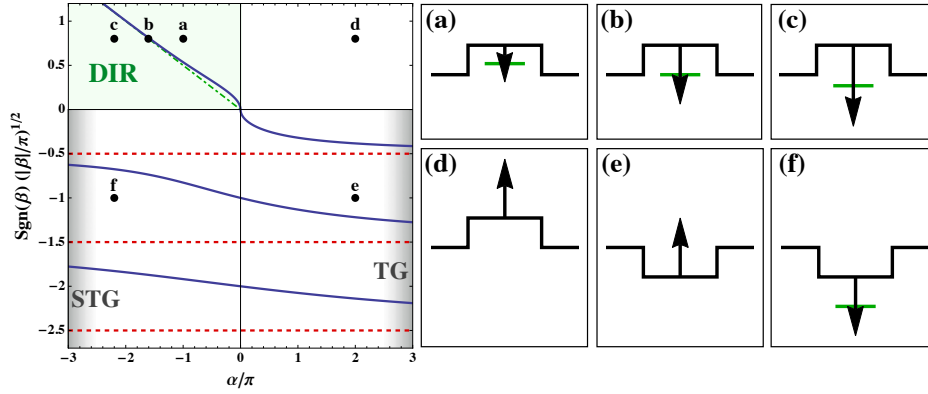 c b a d
DIR
1
0.5
0
−0.5
f e
−1
−1.5
TG
STG
−2
−2.5
−3 −2 −1 0 1 2 3
α/π
Sgn(β) (|β|/π)^1/2
(a) (b) (c)
(d) (e) (f)